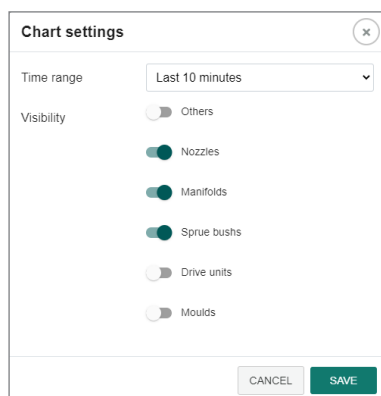 Chart settings
Time range
Last 10 minutes
Visibility
Others
Nozzles
Manifolds
Sprue bushs
Drive units
Moulds
CANCEL
SAVE